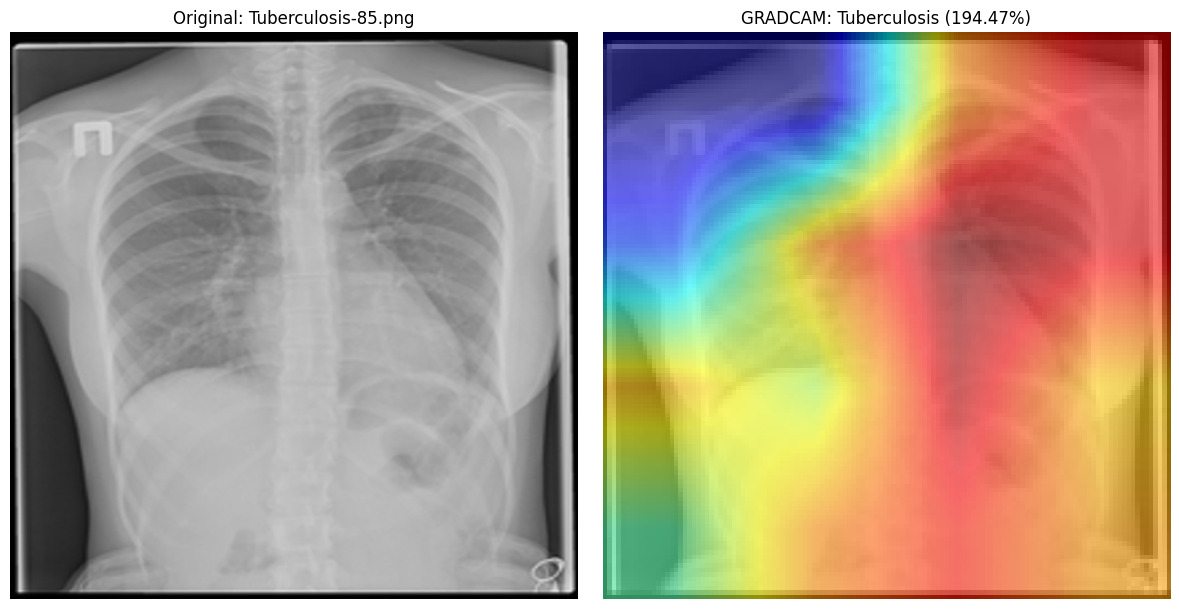 Original: Tuberculosis-85.png
GRADCAM: Tuberculosis (194.47%)
П